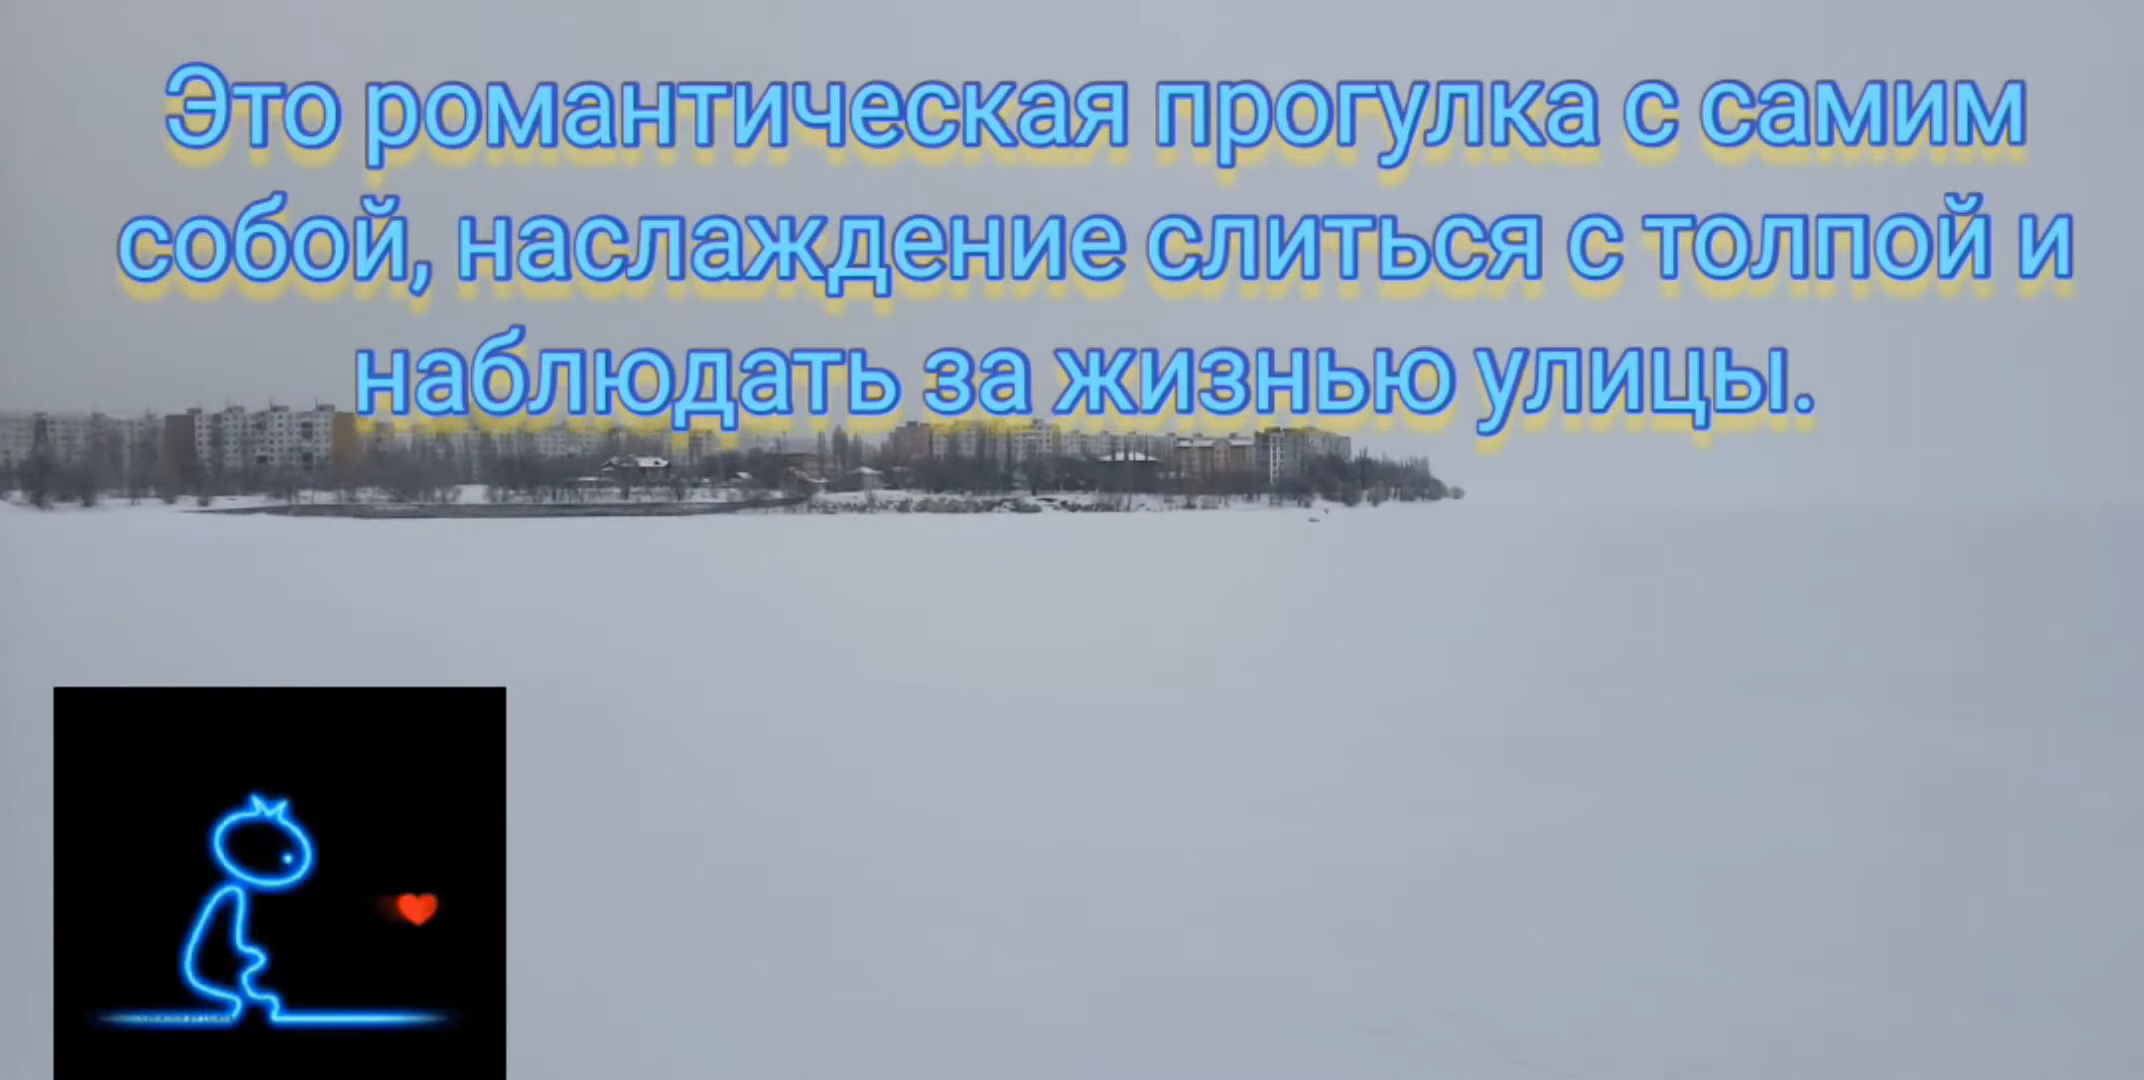 Это романтическая прогулка с самим
собой, наслаждение слиться с толпой и
наблюдать за жизнью улицы.